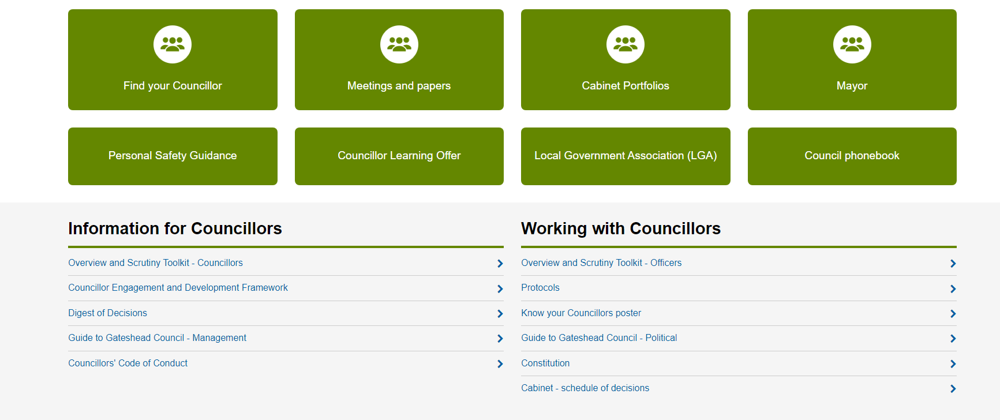 Find your Councillor
Meetings and papers
Cabinet Portfolios
Mayor
Personal Safety Guidance
Councillor Learning Offer
Local Government Association (LGA)
Council phonebook
Information for Councillors
Overview and Scrutiny Toolkit - Councillors
Councillor Engagement and Development Framework
Digest of Decisions
Guide to Gateshead Council - Management
Councillors' Code of Conduct
Working with Councillors
Overview and Scrutiny Toolkit - Officers
Protocols
Know your Councillors poster
Guide to Gateshead Council - Political
Constitution
Cabinet - schedule of decisions